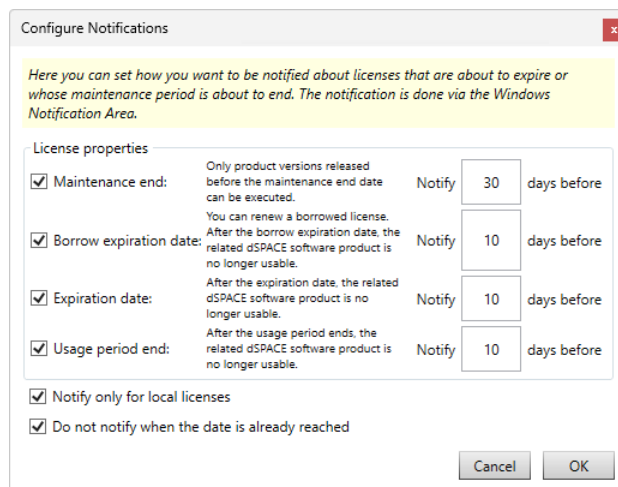 Configure Notifications
x
Here you can set how you want to be notified about licenses that are about to expire or
whose maintenance period is about to end. The notification is done via the Windows
Notification Area.
License properties
Maintenance end:
Only product versions released
before the maintenance end date
can be executed.
Notify 30 days before
Borrow expiration date:
You can renew a borrowed license.
After the borrow expiration date, the
related dSPACE software product is
no longer usable.
Notify 10 days before
Expiration date:
After the expiration date, the related
dSPACE software product is no
longer usable.
Notify 10 days before
Usage period end:
After the usage period ends, the
related dSPACE software product is
no longer usable.
Notify 10 days before
Notify only for local licenses
Do not notify when the date is already reached
Cancel OK